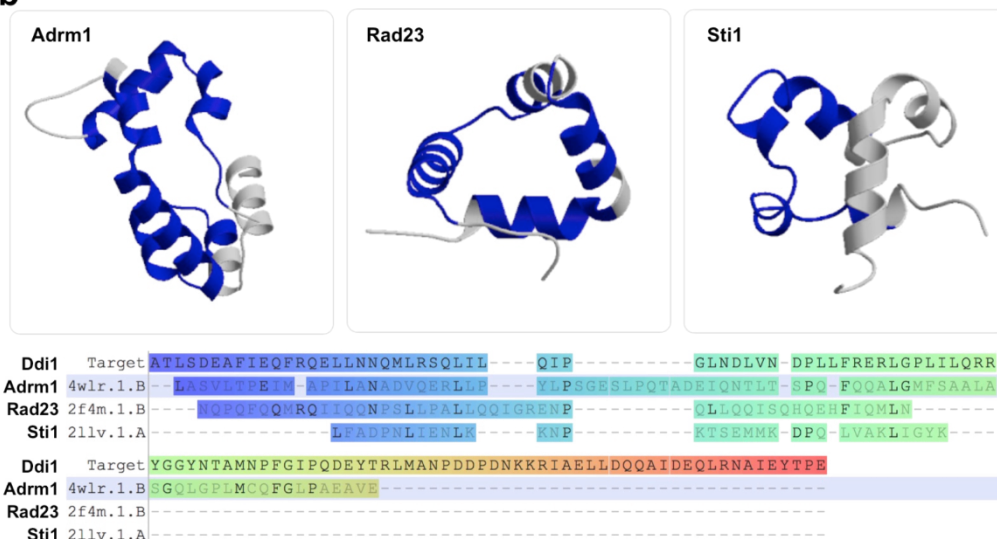 b
Adrm1
Rad23
Sti1
Ddi1 Target ATLSDEAFIEQFRQELLNNQMLRSQLIL----QIP----------GLNDLVN-DPLLFRERLGPLILQRR
Adrm1 4wlr.1.B --LASVLTPEIM-APILANADVQERLLP----YLPSGESLPQTADEIQNTLT-SPQ-FQQALGMFSAALA
Rad23 2f4m.1.B ----NQPQFQQMRQIIQQNPSLLPALLQQIGRENP----------QLLQQISQHQEHFIQMLN-------
Sti1 2llv.1.A ---------------LFADPNLIENLK-----KNP----------KTSEMMK-DPQ-LVAKLIGYK----
Ddi1 Target YGGYNTAMNPFGIPQDEYTRLMANPDDPDNKKRIAELLDQQAIDEQLRNAIEYTPE
Adrm1 4wlr.1.B SGQLGPLMCQFGLPAEAVE-------------------------------------
Rad23 2f4m.1.B --------------------------------------------------------
Sti1 2llv.1.A --------------------------------------------------------